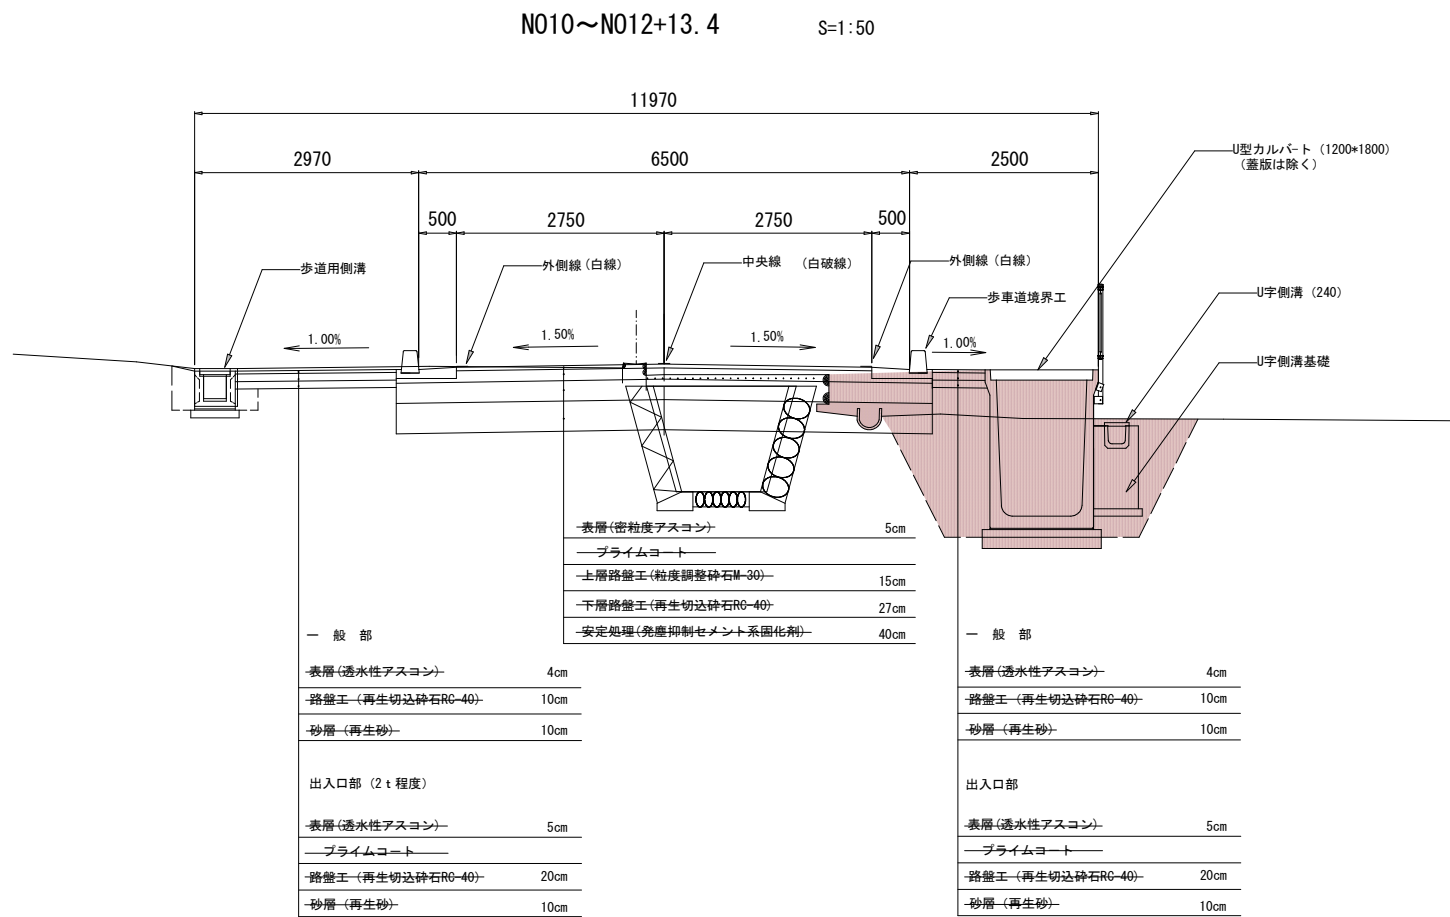 NO10～NO12+13.4 S=1:50
11970
2970 6500 2500
U型カルバート (1200*1800)
(蓋版は除く)
500 2750 2750 500
歩道用側溝
外側線(白線)
中央線 (白破線)
外側線(白線)
歩車道境界工
U字側溝 (240)
U字側溝基礎
1.00% 1.50% 1.50% 1.00%
表層(密粒度アスコン) 5cm
プライムコート
上層路盤工(粒度調整砕石M-30) 15cm
下層路盤工(再生切込砕石RC-40) 27cm
安定処理(発塵抑制セメント系固化剤) 40cm
一 般 部
表層(透水性アスコン) 4cm
路盤工 (再生切込砕石RC-40) 10cm
砂層 (再生砂) 10cm
出入口部 (2ｔ程度)
表層(透水性アスコン) 5cm
プライムコート
路盤工 (再生切込砕石RC-40) 20cm
砂層 (再生砂) 10cm
一 般 部
表層(透水性アスコン) 4cm
路盤工 (再生切込砕石RC-40) 10cm
砂層 (再生砂) 10cm
出入口部
表層(透水性アスコン) 5cm
プライムコート
路盤工 (再生切込砕石RC-40) 20cm
砂層 (再生砂) 10cm